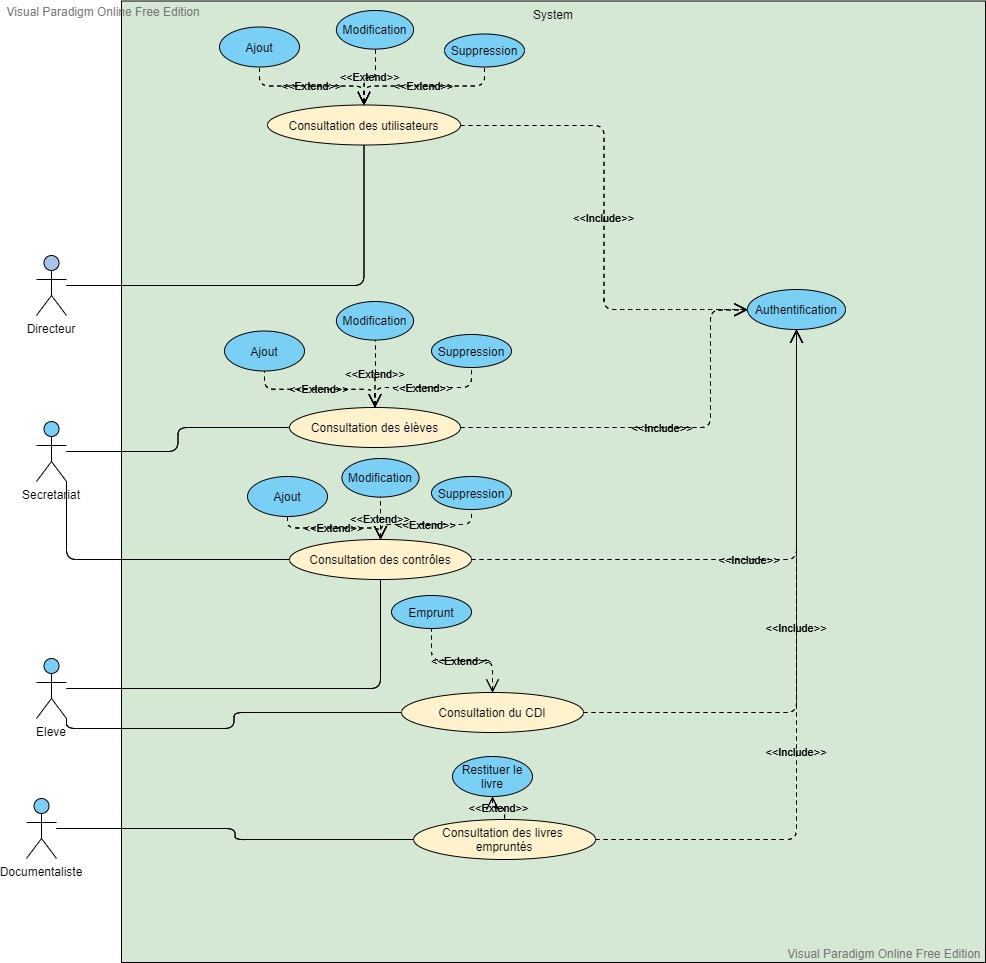 Visual Paradigm Online Free Edition
System
Modification
Ajout
Suppression
<<Extend>>
<<Extend>>
<<Extend>>
Consultation des utilisateurs
<<Include>>
Directeur
Authentification
Modification
Ajout
Suppression
<<Extend>>
<<Extend>>
<<Extend>>
Consultation des élèves
<<Include>>
Secretariat
Modification
Ajout
Suppression
<<Extend>>
<<Extend>>
<<Extend>>
Consultation des contrôles
<<Include>>
Emprunt
<<Include>>
<<Extend>>
Consultation du CDI
Eleve
<<Include>>
Restituer le
livre
<<Extend>>
Consultation des livres
empruntés
Documentaliste
Visual Paradigm Online Free Edition